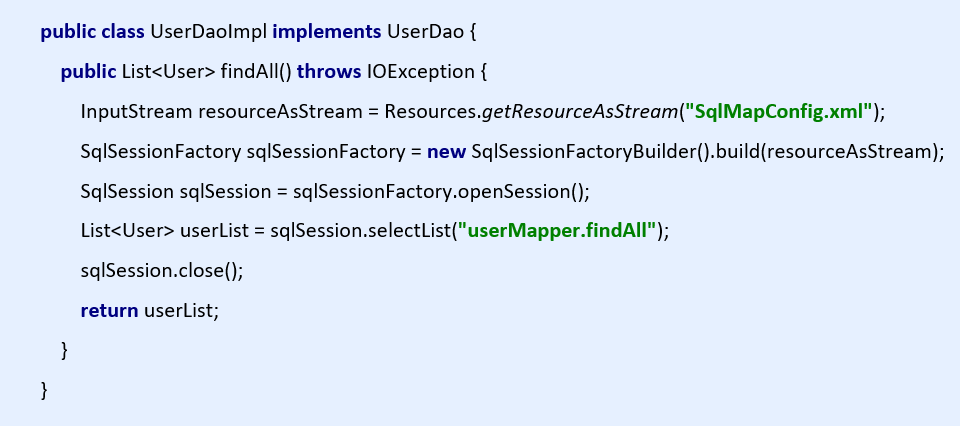 public class UserDaoImpl implements UserDao {
public List<User> findAll() throws IOException {
InputStream resourceAsStream = Resources.getResourceAsStream("SqlMapConfig.xml");
SqlSessionFactory sqlSessionFactory = new SqlSessionFactoryBuilder().build(resourceAsStream);
SqlSession sqlSession = sqlSessionFactory.openSession();
List<User> userList = sqlSession.selectList("userMapper.findAll");
sqlSession.close();
return userList;
}
}